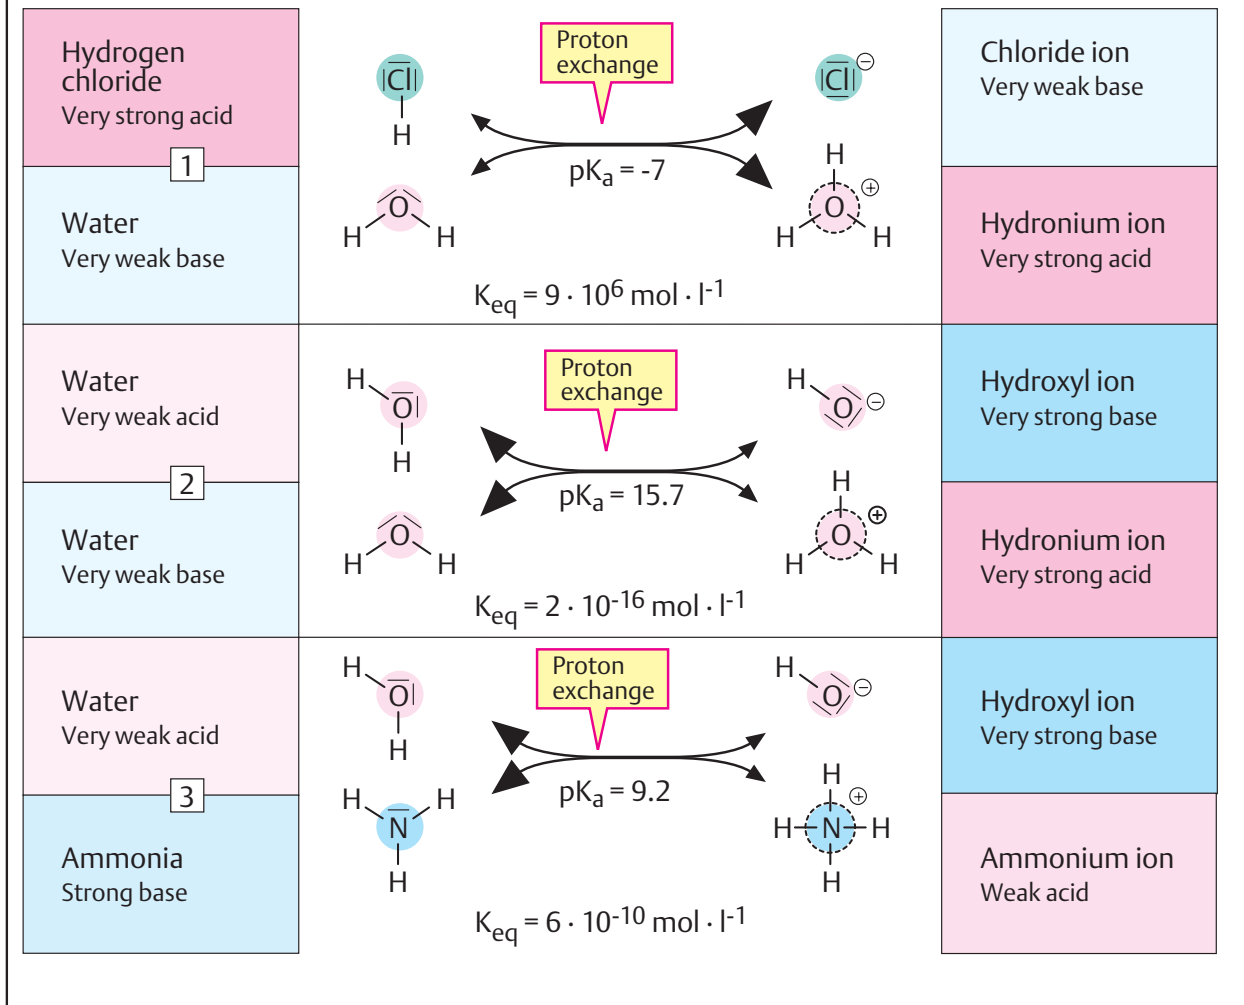 Hydrogen
chloride
Very strong acid
1
Water
Very weak base
|Cl|
H
O
H H
Proton
exchange
pKa = -7
Keq = 9 · 10⁶ mol · l⁻¹
|Cl| ⊖
H
⊕
O
H H
Chloride ion
Very weak base
Hydronium ion
Very strong acid
Water
Very weak acid
2
Water
Very weak base
H
O|
H
O
H H
Proton
exchange
pKa = 15.7
Keq = 2 · 10⁻¹⁶ mol · l⁻¹
H
O ⊖
H
⊕
O
H H
Hydroxyl ion
Very strong base
Hydronium ion
Very strong acid
Water
Very weak acid
3
Ammonia
Strong base
H
O|
H
H H
N
H
Proton
exchange
pKa = 9.2
Keq = 6 · 10⁻¹⁰ mol · l⁻¹
H
O ⊖
H
⊕
H N H
H
Hydroxyl ion
Very strong base
Ammonium ion
Weak acid